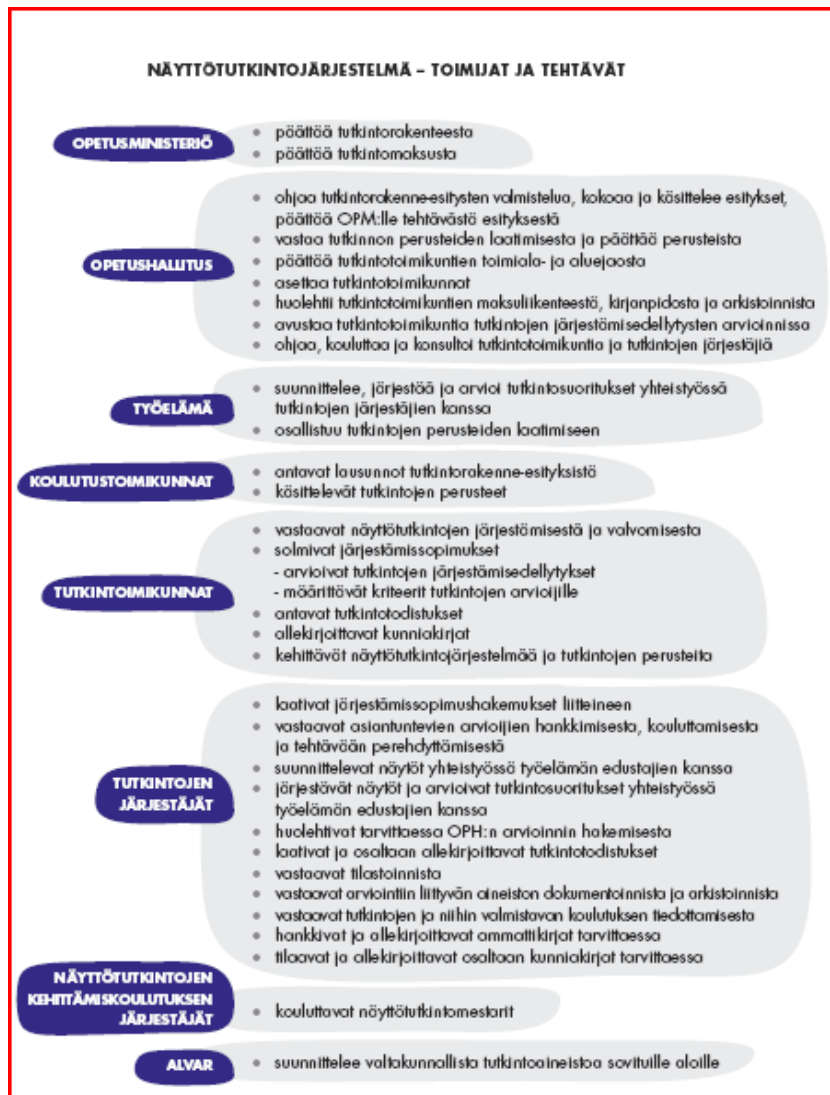 NÄYTTÖTUTKINTOJÄRJESTELMÄ – TOIMIJAT JA TEHTÄVÄT
OPETUSMINISTERIÖ
• päättää tutkintorakenteesta
• päättää tutkintomaksusta
OPETUSHALLITUS
• ohjaa tutkintorakenne-esitysten valmistelua, kokoaa ja käsittelee esitykset,
päättää OPM:lle tehtävästä esityksestä
• vastaa tutkinnon perusteiden laatimisesta ja päättää perusteista
• päättää tutkintotoimikuntien toimiala- ja aluejaosta
• asettaa tutkintotoimikunnat
• huolehtii tutkintotoimikuntien maksuliikenteestä, kirjanpidosta ja arkistoinnista
• avustaa tutkintotoimikuntia tutkintojen järjestämisedellytysten arvioinnissa
• ohjaa, kouluttaa ja konsultoi tutkintotoimikuntia ja tutkintojen järjestäjiä
TYÖELÄMÄ
• suunnittelee, järjestää ja arvioi tutkintosuoritukset yhteistyössä
tutkintojen järjestäjien kanssa
• osallistuu tutkintojen perusteiden laatimiseen
KOULUTUSTOIMIKUNNAT
• antavat lausunnot tutkintorakenne-esityksistä
• käsittelevät tutkintojen perusteet
TUTKINTOIMIKUNNAT
• vastaavat näyttötutkintojen järjestämisestä ja valvomisesta
• solmivat järjestämissopimukset
- arvioivat tutkintojen järjestämisedellytykset
- määrittävät kriteerit tutkintojen arvioijille
• antavat tutkintotodistukset
• allekirjoittavat kunniakirjat
• kehittävät näyttötutkintojärjestelmää ja tutkintojen perusteita
TUTKINTOJEN
JÄRJESTÄJÄT
• laativat järjestämissopimushakemukset liitteineen
• vastaavat asiantuntevien arvioijien hankkimisesta, kouluttamisesta
ja tehtävään perehdyttämisestä
• suunnittelevat näytöt yhteistyössä työelämän edustajien kanssa
• järjestävät näytöt ja arvioivat tutkintosuoritukset yhteistyössä
työelämän edustajien kanssa
• huolehtivat tarvittaessa OPH:n arvioinnin hakemisesta
• laativat ja osaltaan allekirjoittavat tutkintotodistukset
• vastaavat tilastoinnista
• vastaavat arviointiin liittyvän aineiston dokumentoinnista ja arkistoinnista
• vastaavat tutkintojen ja niihin valmistavan koulutuksen tiedottamisesta
• hankkivat ja allekirjoittavat ammattikirjat tarvittaessa
• tilaavat ja allekirjoittavat osaltaan kunniakirjat tarvittaessa
NÄYTTÖTUTKINTOJEN
KEHITTÄMISKOULUTUKSEN
JÄRJESTÄJÄT
• kouluttavat näyttötutkintomestarit
ALVAR
• suunnittelee valtakunnallista tutkintoaineistoa sovituille aloille